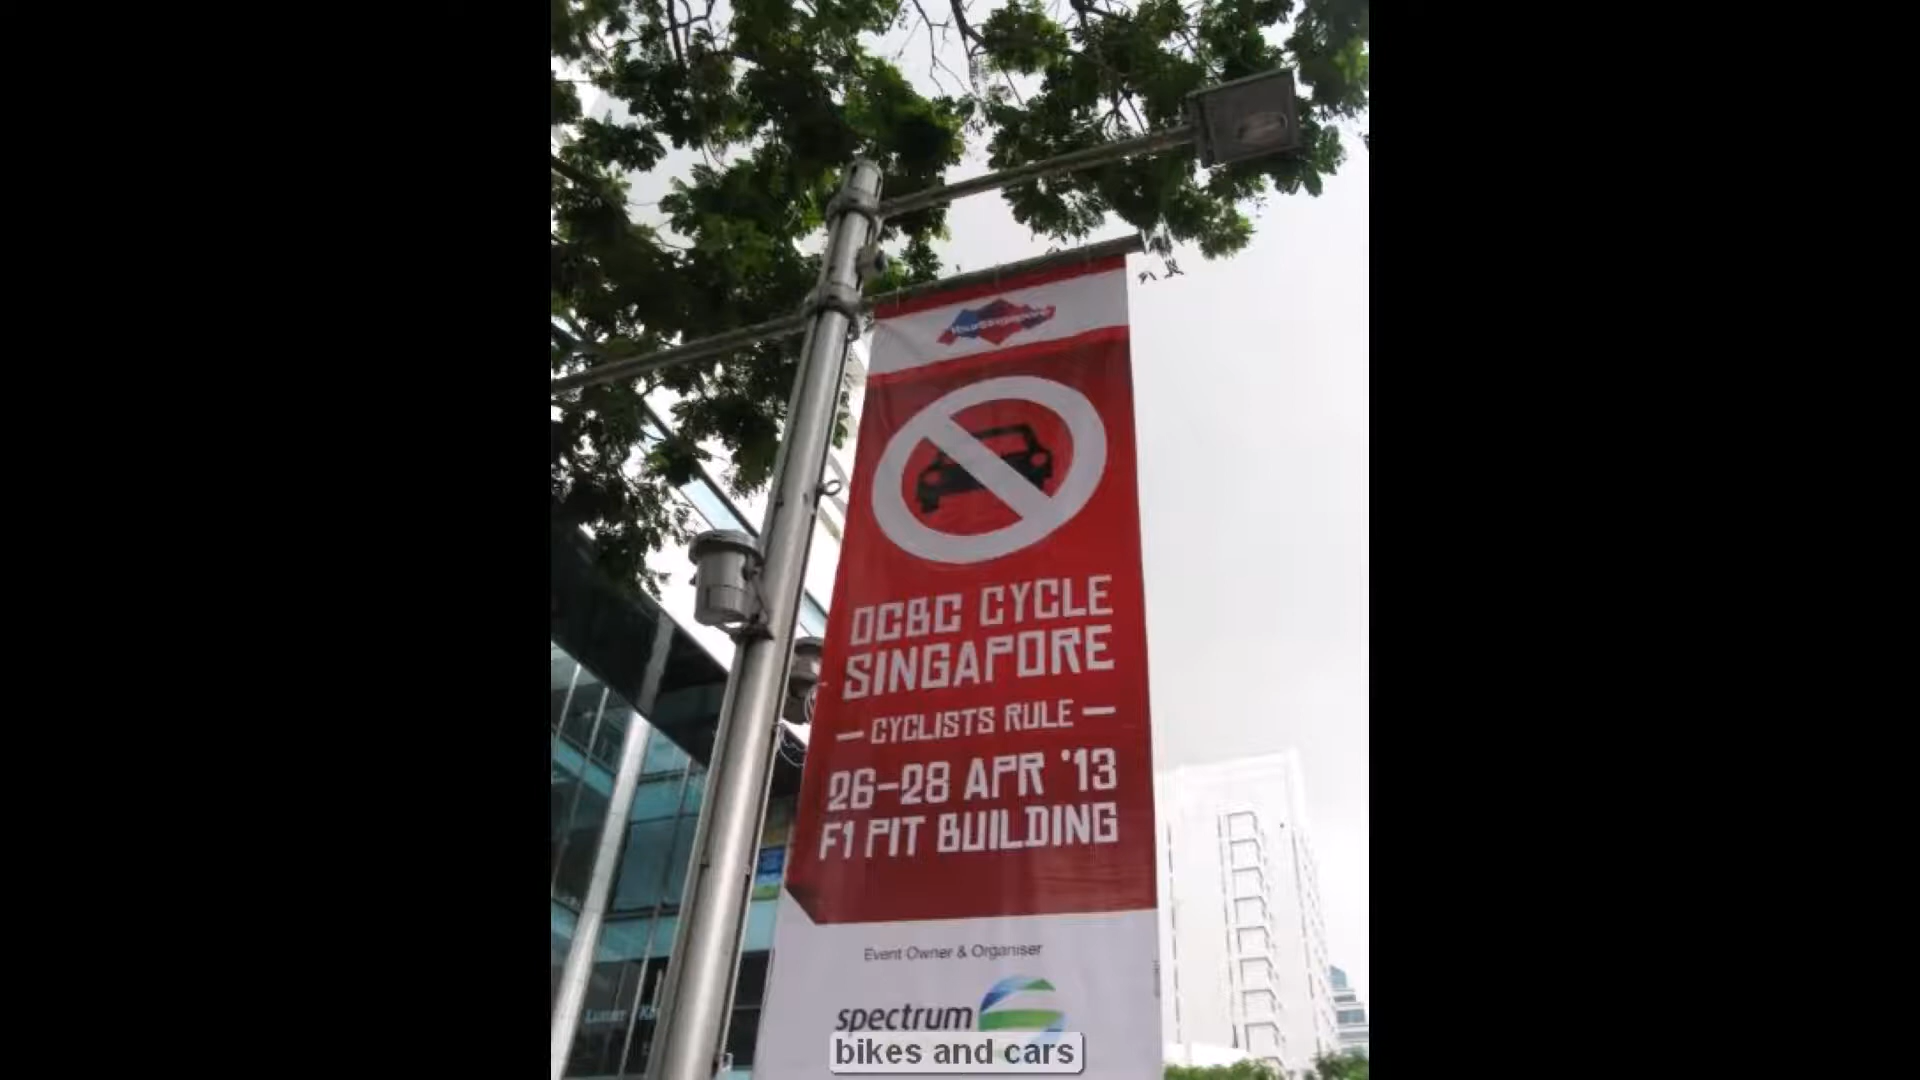 YourSingapore
OCBC CYCLE
SINGAPORE
— CYCLISTS RULE —
26-28 APR '13
F1 PIT BUILDING
Event Owner & Organiser
spectrum
bikes and cars